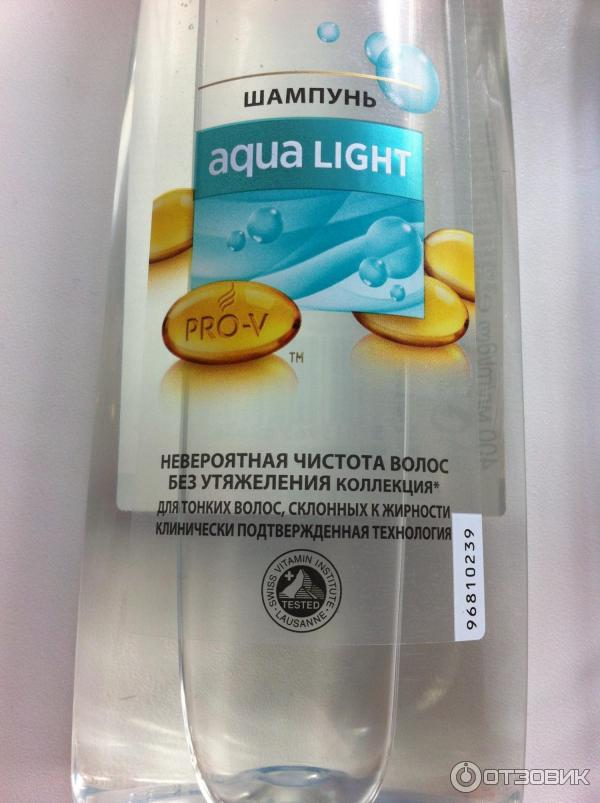 ШАМПУНЬ
aqua LIGHT
PRO-V
TM
НЕВЕРОЯТНАЯ ЧИСТОТА ВОЛОС
БЕЗ УТЯЖЕЛЕНИЯ КОЛЛЕКЦИЯ*
ДЛЯ ТОНКИХ ВОЛОС, СКЛОННЫХ К ЖИРНОСТИ
КЛИНИЧЕСКИ ПОДТВЕРЖДЕННАЯ ТЕХНОЛОГИЯ
SWISS VITAMIN INSTITUTE
TESTED
- LAUSANNE -
96810239
ОТЗОВИК